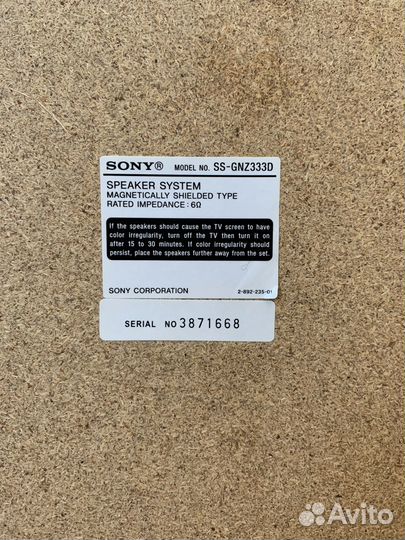 SONY® MODEL NO. SS-GNZ333D
SPEAKER SYSTEM
MAGNETICALLY SHIELDED TYPE
RATED IMPEDANCE: 6Ω
If the speakers should cause the TV screen to have
color irregularity, turn off the TV then turn it on
after 15 to 30 minutes. If color irregularity should
persist, place the speakers further away from the set.
SONY CORPORATION 2-892-235-01
SERIAL NO 3871668
Avito